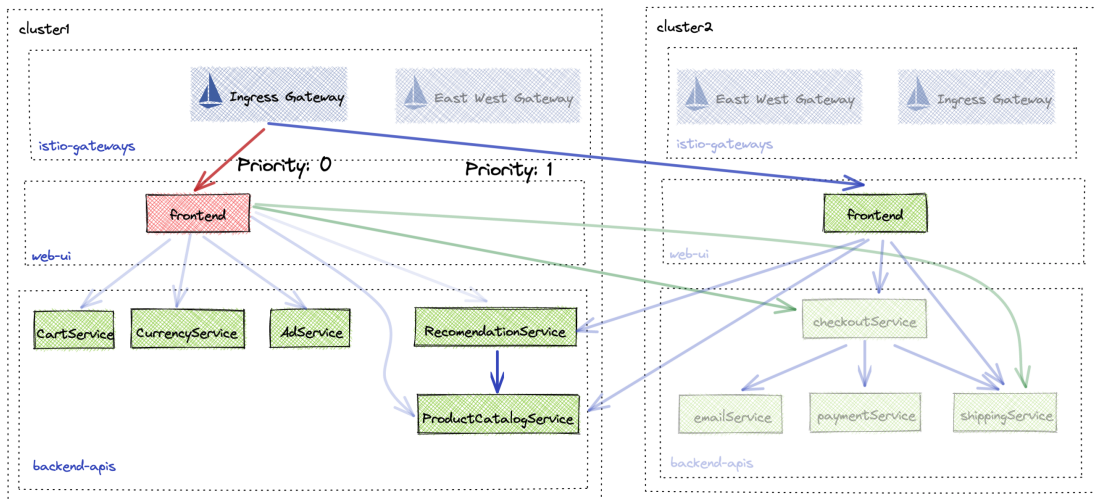 cluster1
cluster2
Ingress Gateway
East West Gateway
East West Gateway
Ingress Gateway
istio-gateways
istio-gateways
Priority: 0
Priority: 1
frontend
frontend
web-ui
web-ui
CartService
CurrencyService
AdService
RecomendationService
checkoutService
ProductCatalogService
emailService
paymentService
shippingService
backend-apis
backend-apis